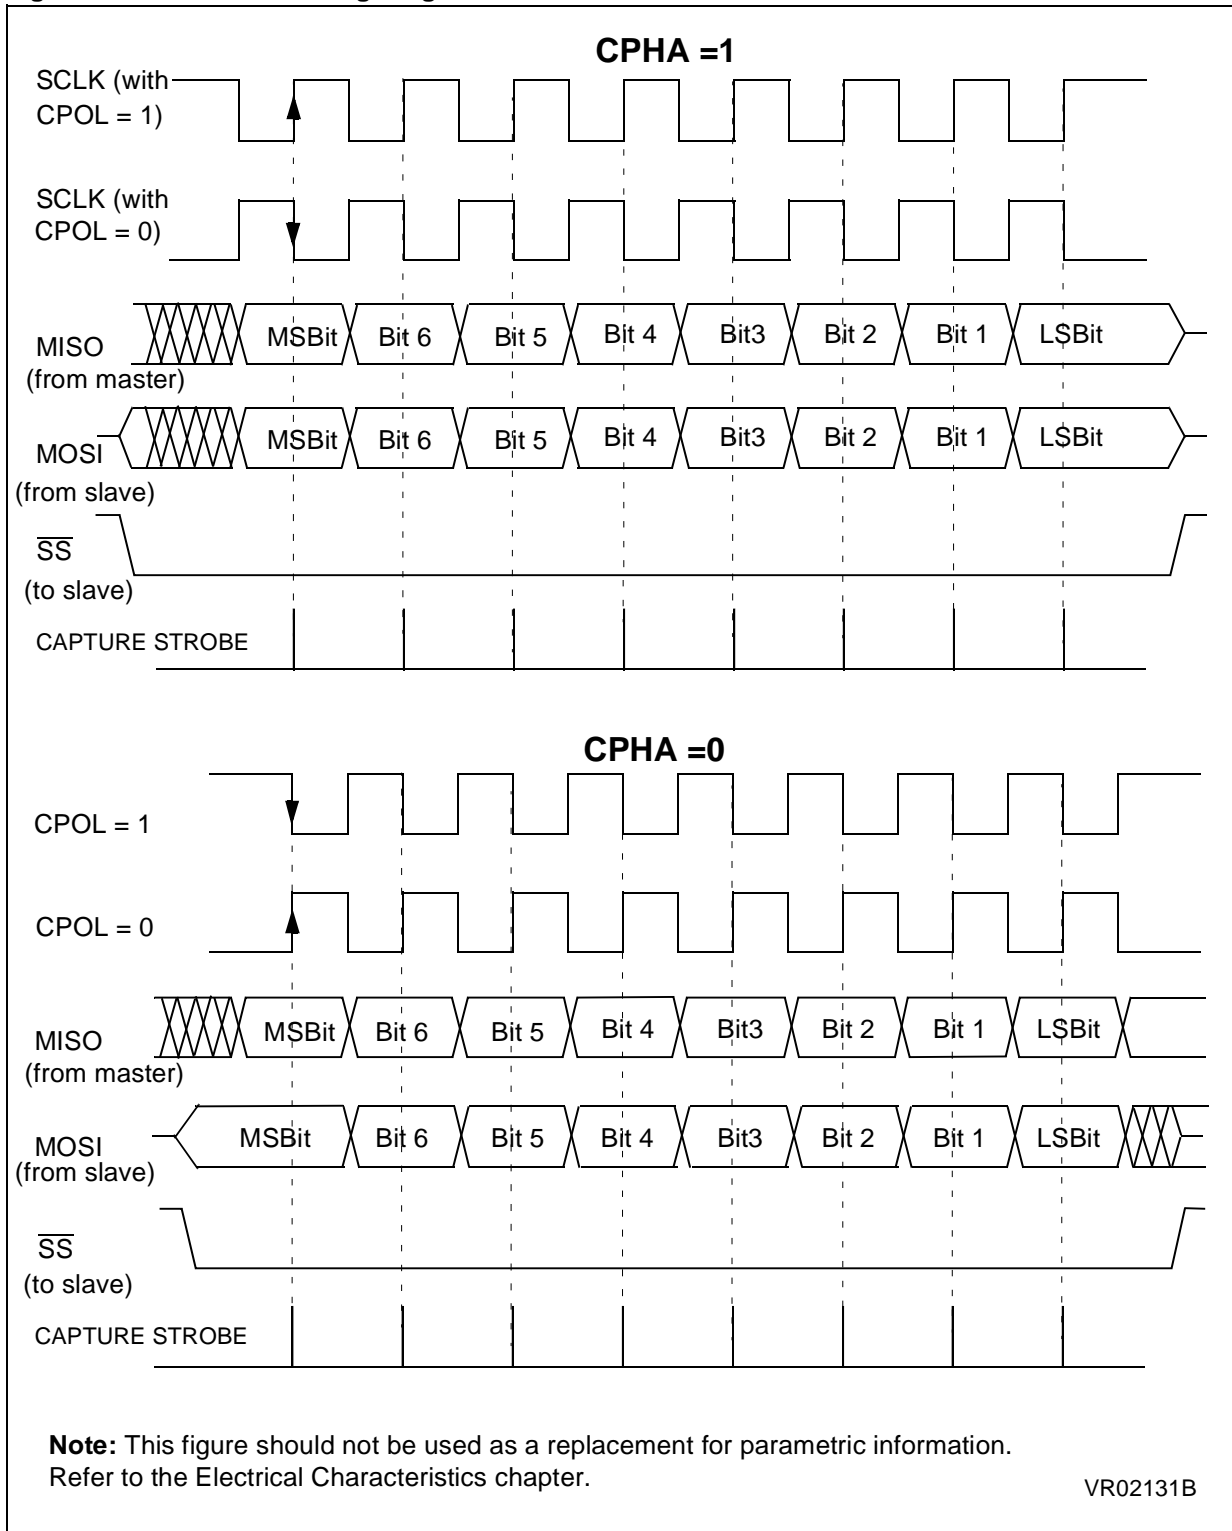 CPHA =1
SCLK (with
CPOL = 1)
SCLK (with
CPOL = 0)
MISO
(from master)
MSBit Bit 6 Bit 5 Bit 4 Bit3 Bit 2 Bit 1 LSBit
MOSI
(from slave)
MSBit Bit 6 Bit 5 Bit 4 Bit3 Bit 2 Bit 1 LSBit
SS
(to slave)
CAPTURE STROBE
CPHA =0
CPOL = 1
CPOL = 0
MISO
(from master)
MSBit Bit 6 Bit 5 Bit 4 Bit3 Bit 2 Bit 1 LSBit
MOSI
(from slave)
MSBit Bit 6 Bit 5 Bit 4 Bit3 Bit 2 Bit 1 LSBit
SS
(to slave)
CAPTURE STROBE
Note: This figure should not be used as a replacement for parametric information.
Refer to the Electrical Characteristics chapter.
VR02131B